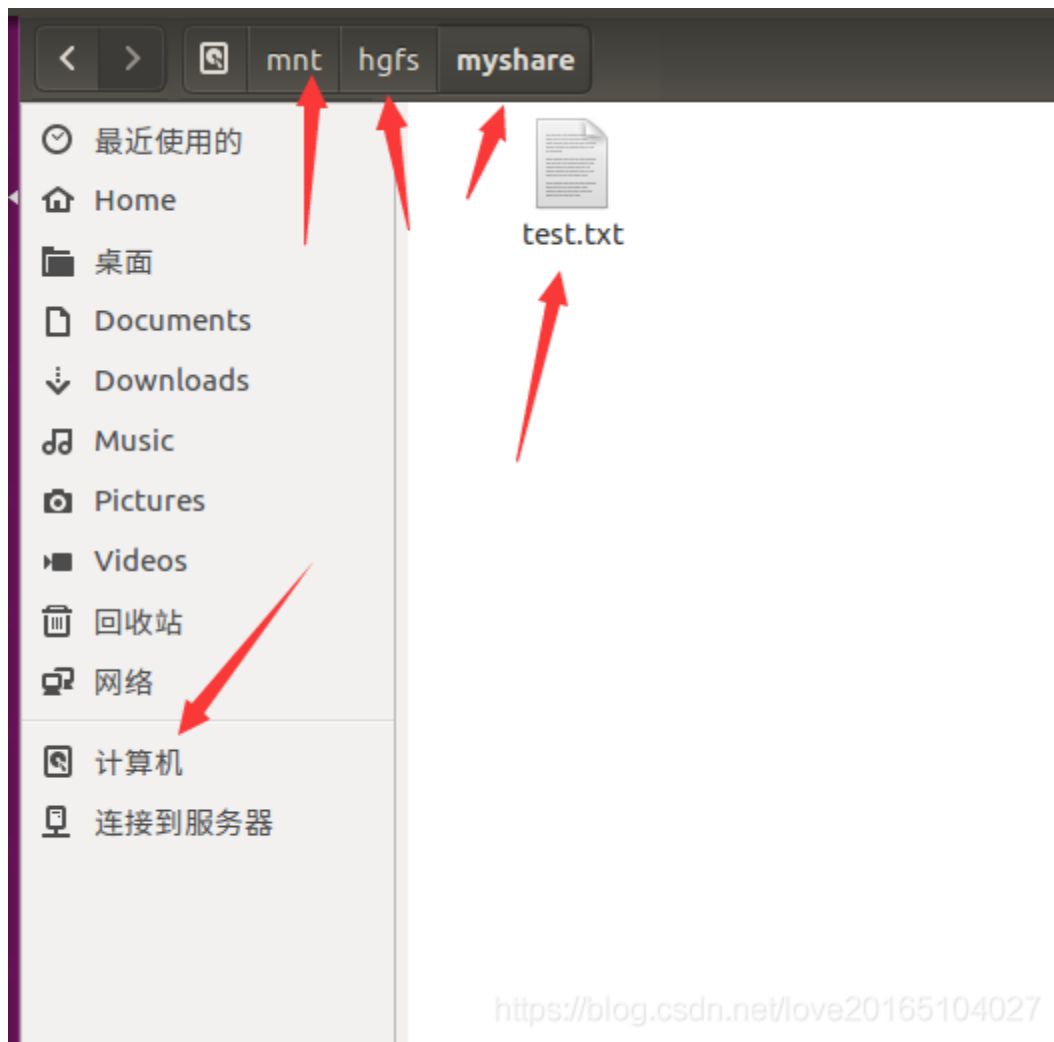 mnt hgfs myshare
最近使用的
Home
桌面
Documents
Downloads
Music
Pictures
Videos
回收站
网络
计算机
连接到服务器
test.txt
https://blog.csdn.net/love20165104027